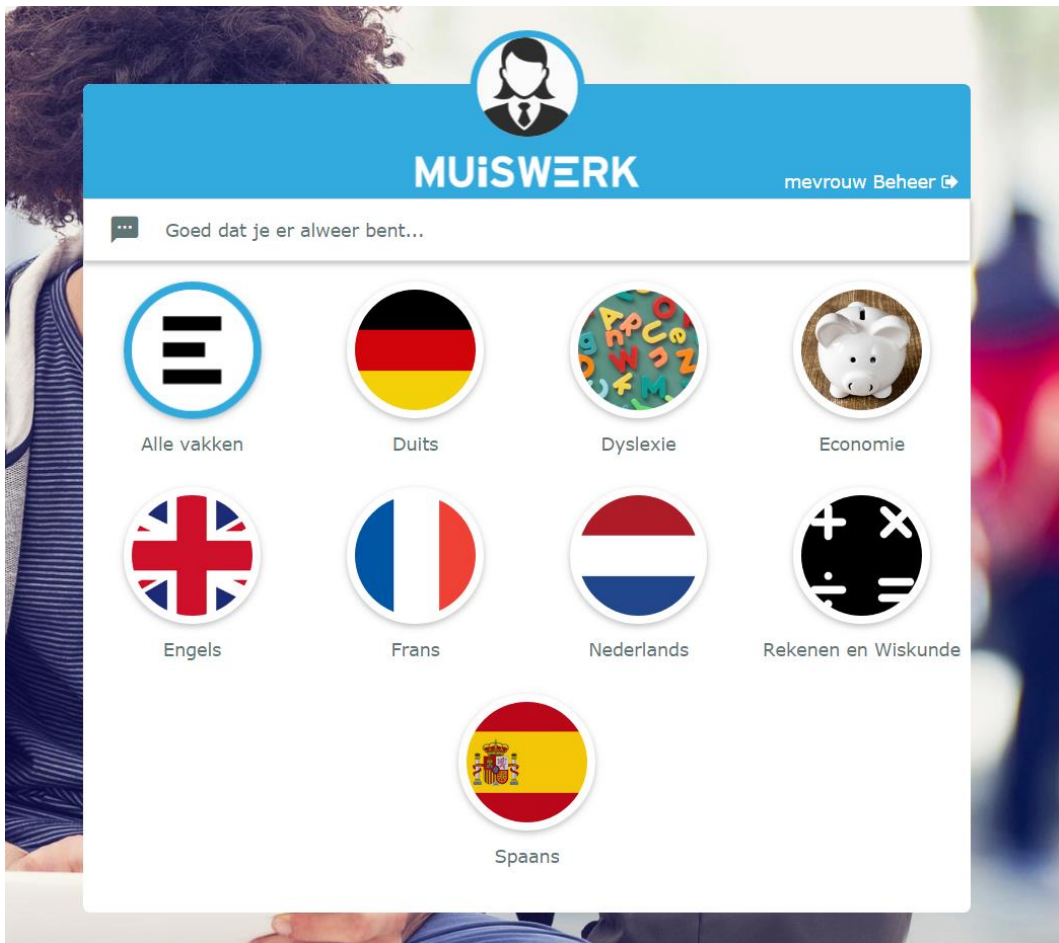 MUiSWERK
mevrouw Beheer
Goed dat je er alweer bent...
Alle vakken
Duits
Dyslexie
Economie
Engels
Frans
Nederlands
Rekenen en Wiskunde
Spaans